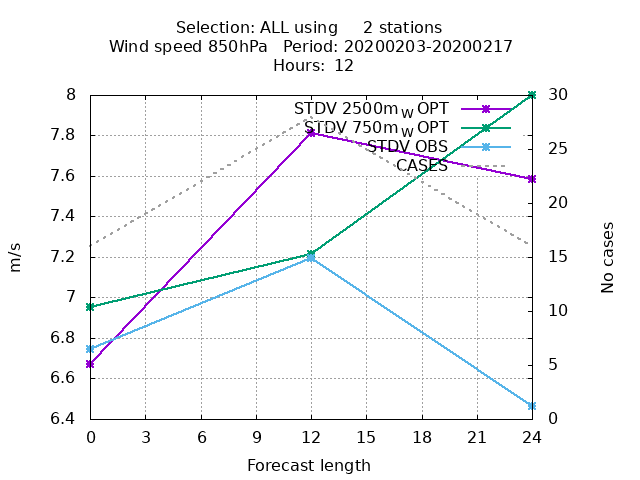 Selection: ALL using 2 stations
Wind speed 850hPa Period: 20200203-20200217
Hours: 12
STDV 2500m_W OPT
STDV 750m_W OPT
STDV OBS
CASES
8
7.8
7.6
7.4
7.2
7
6.8
6.6
6.4
30
25
20
15
10
5
0
m/s
No cases
0 3 6 9 12 15 18 21 24
Forecast length